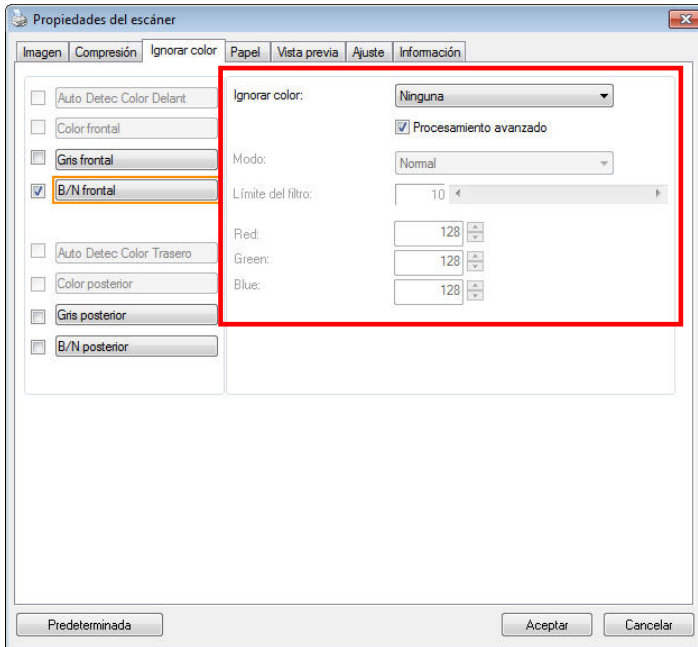 Propiedades del escáner
Imagen Compresión Ignorar color Papel Vista previa Ajuste Información
Auto Detec Color Delant
Color frontal
Gris frontal
B/N frontal
Auto Detec Color Trasero
Color posterior
Gris posterior
B/N posterior
Ignorar color: Ninguna
Procesamiento avanzado
Modo: Normal
Límite del filtro: 10
Red: 128
Green: 128
Blue: 128
Predeterminada Aceptar Cancelar